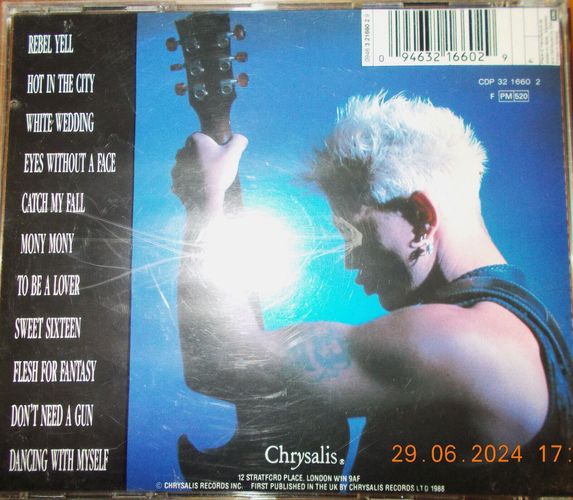 REBEL YELL
HOT IN THE CITY
WHITE WEDDING
EYES WITHOUT A FACE
CATCH MY FALL
MONY MONY
TO BE A LOVER
SWEET SIXTEEN
FLESH FOR FANTASY
DON'T NEED A GUN
DANCING WITH MYSELF
0 94632 16602 9
CDP 32 1660 2
F PM 520
Chrysalis®
12 STRATFORD PLACE, LONDON W1N 9AF
© CHRYSALIS RECORDS INC. FIRST PUBLISHED IN THE UK BY CHRYSALIS RECORDS LTD 1988
29.06.2024 17: